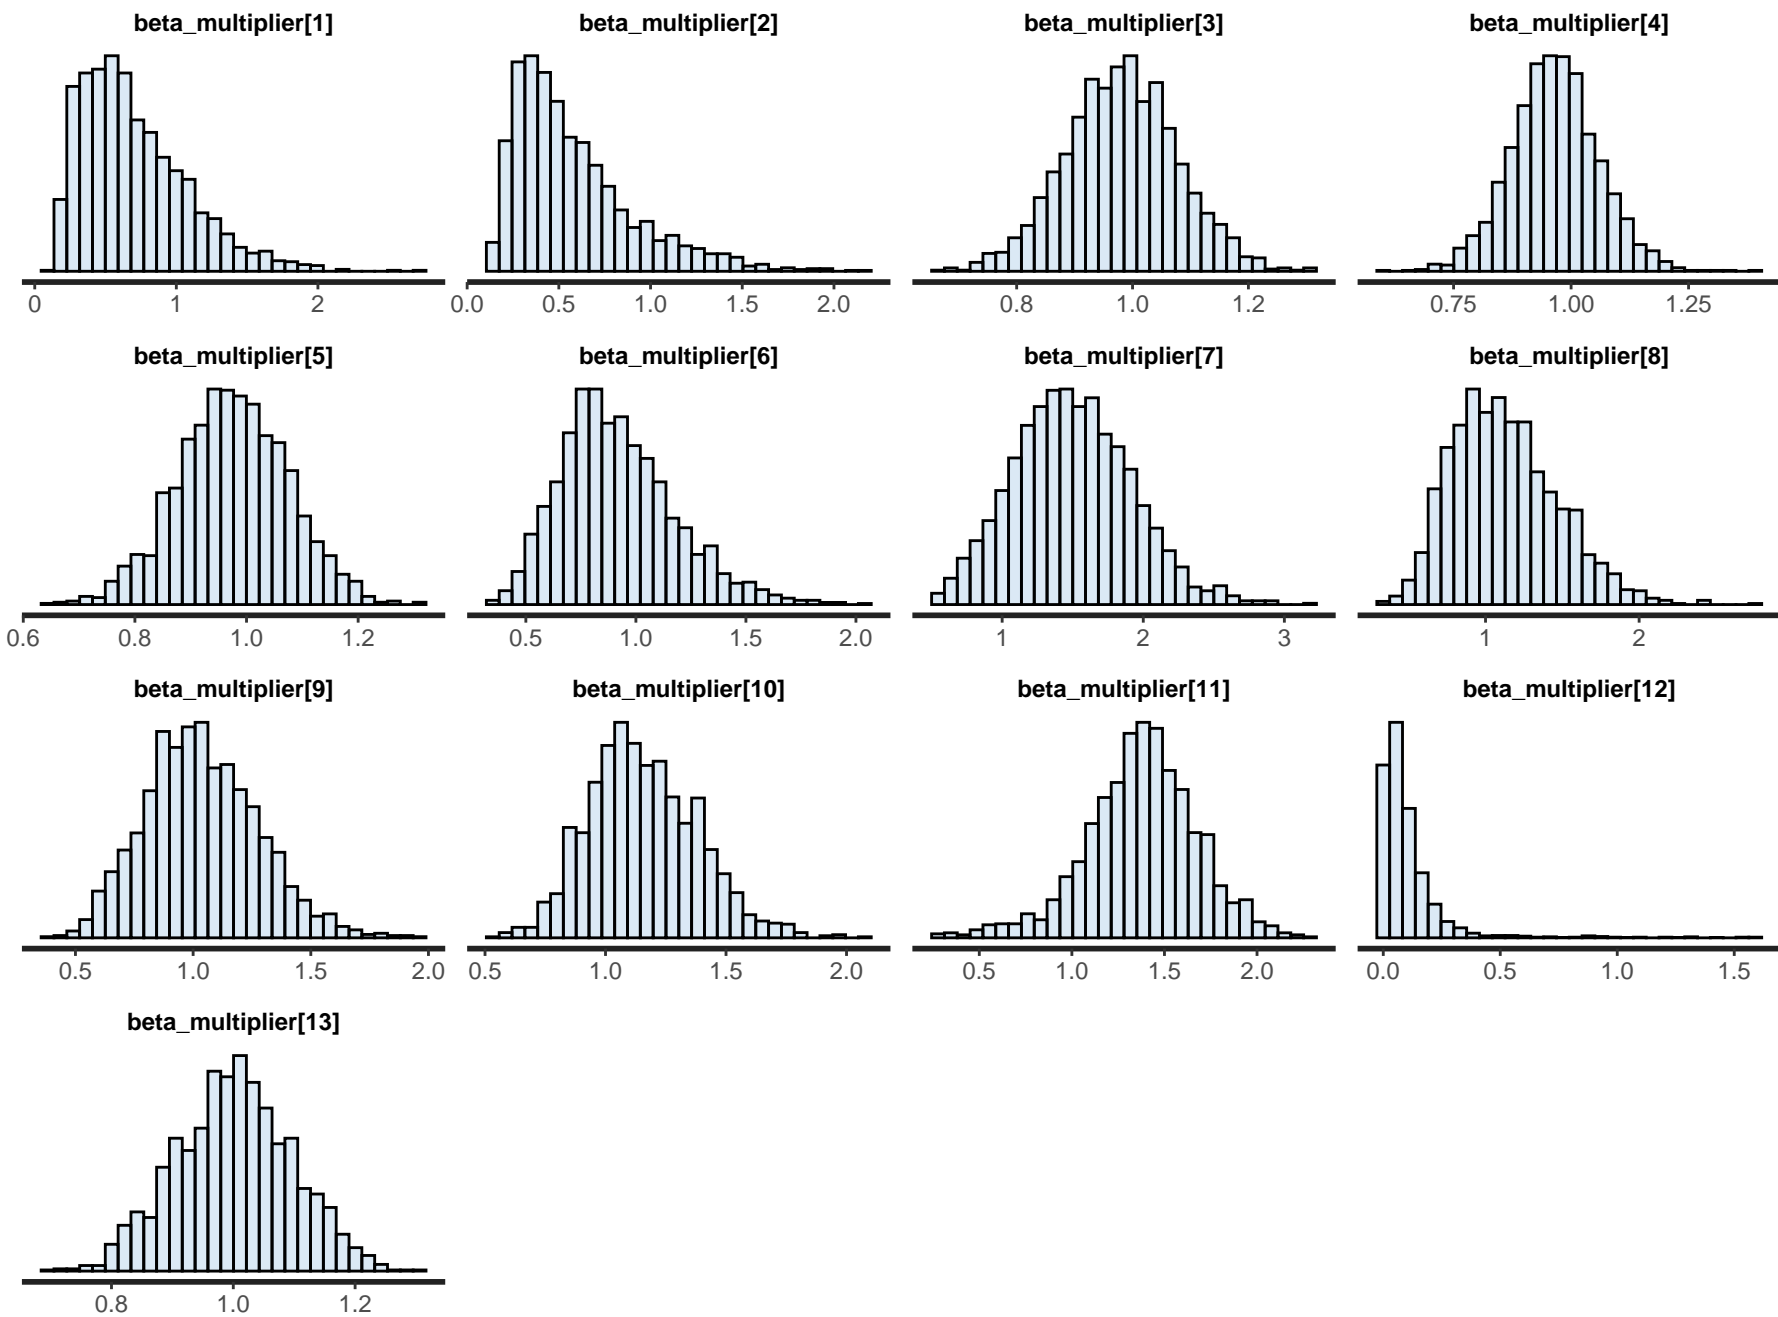 beta_multiplier[1] beta_multiplier[2] beta_multiplier[3] beta_multiplier[4]
0 1 2 0.0 0.5 1.0 1.5 2.0 0.8 1.0 1.2 0.75 1.00 1.25
beta_multiplier[5] beta_multiplier[6] beta_multiplier[7] beta_multiplier[8]
0.6 0.8 1.0 1.2 0.5 1.0 1.5 2.0 1 2 3 1 2
beta_multiplier[9] beta_multiplier[10] beta_multiplier[11] beta_multiplier[12]
0.5 1.0 1.5 2.0 0.5 1.0 1.5 2.0 0.5 1.0 1.5 2.0 0.0 0.5 1.0 1.5
beta_multiplier[13]
0.8 1.0 1.2